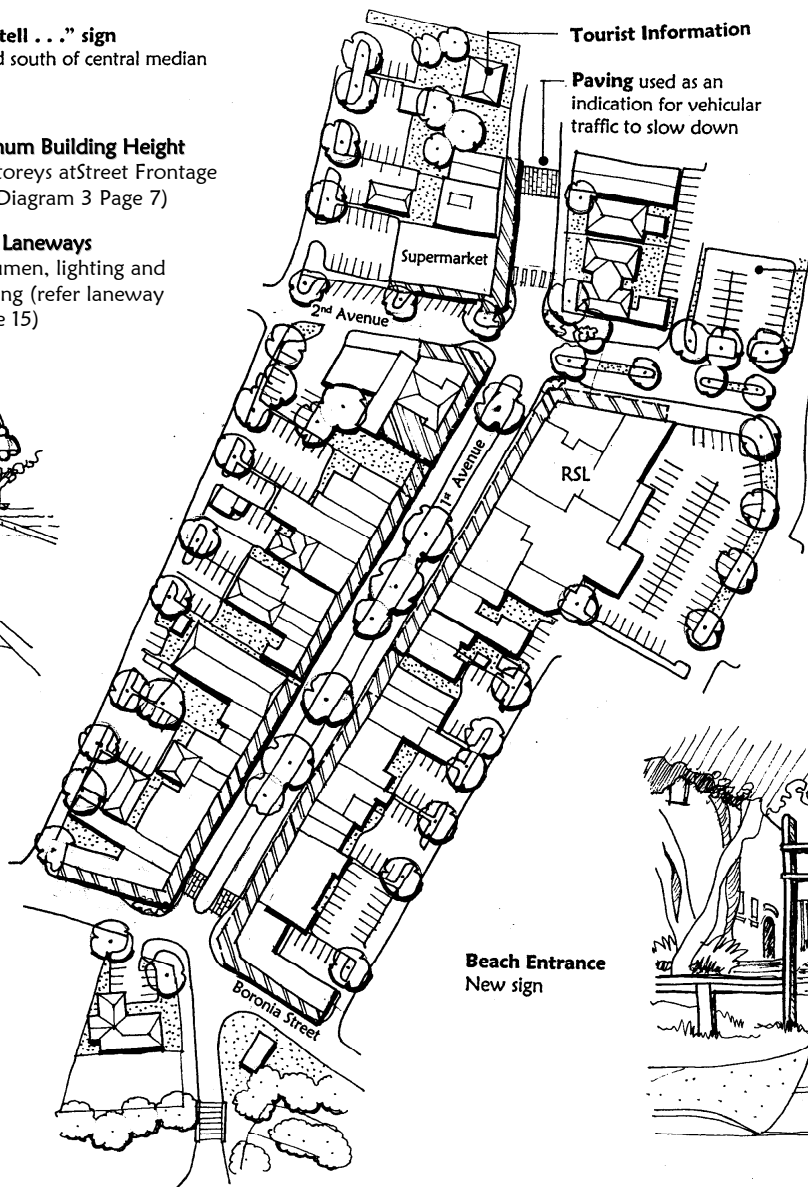 tell . . .” sign
d south of central median
num Building Height
toreys atStreet Frontage
Diagram 3 Page 7)
Laneways
umen, lighting and
ng (refer laneway
e 15)
Tourist Information
Paving used as an
indication for vehicular
traffic to slow down
Supermarket
2nd Avenue
1st Avenue
RSL
Beach Entrance
New sign
Boronia Street